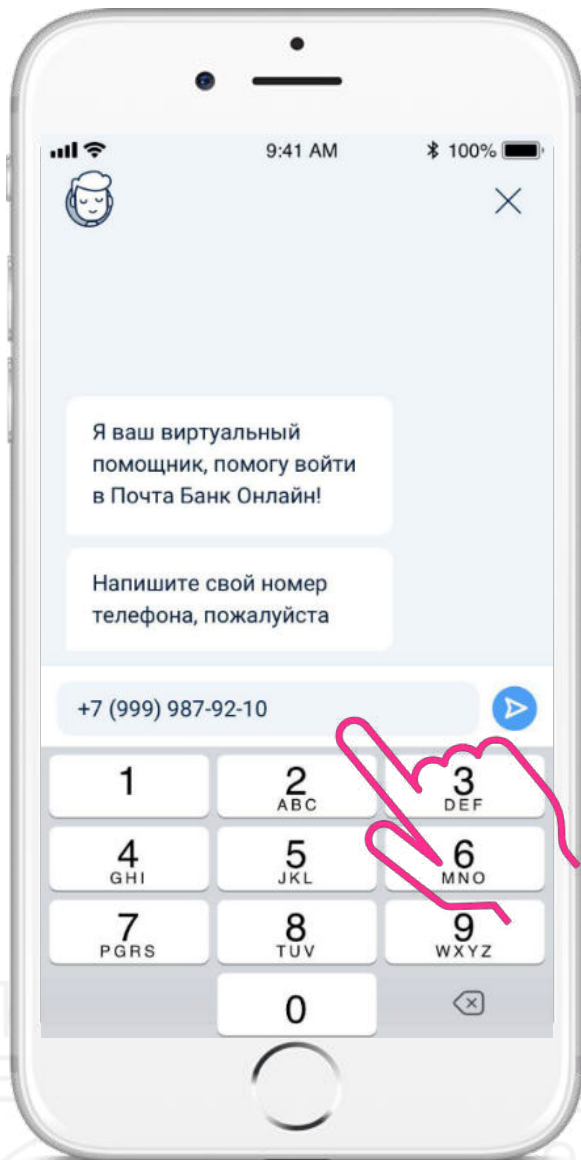 9:41 AM
100%
Я ваш виртуальный
помощник, помогу войти
в Почта Банк Онлайн!
Напишите свой номер
телефона, пожалуйста
+7 (999) 987-92-10
1 2 3
ABC DEF
4 5 6
GHI JKL MNO
7 8 9
PGRS TUV WXYZ
0